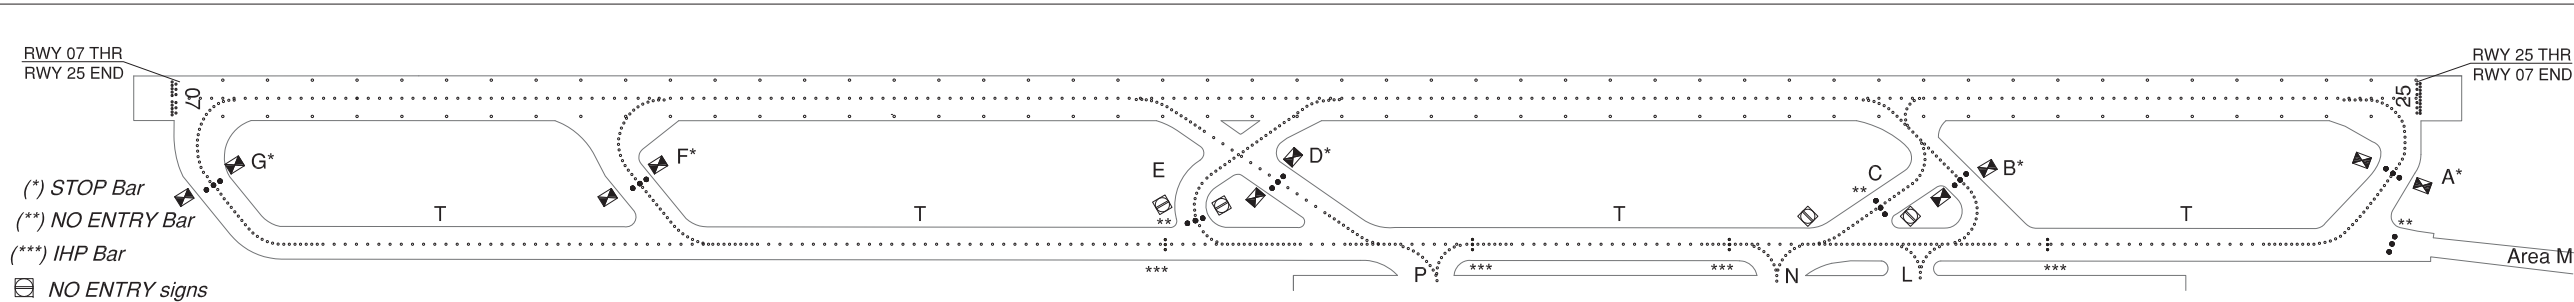 RWY 07 THR
RWY 25 END
RWY 25 THR
RWY 07 END
07
25
G*
F*
E
D*
C
**
B*
A*
(*) STOP Bar
(**) NO ENTRY Bar
(***) IHP Bar
NO ENTRY signs
T
T
T
T
**
**
***
P
***
***
N
L
***
Area M